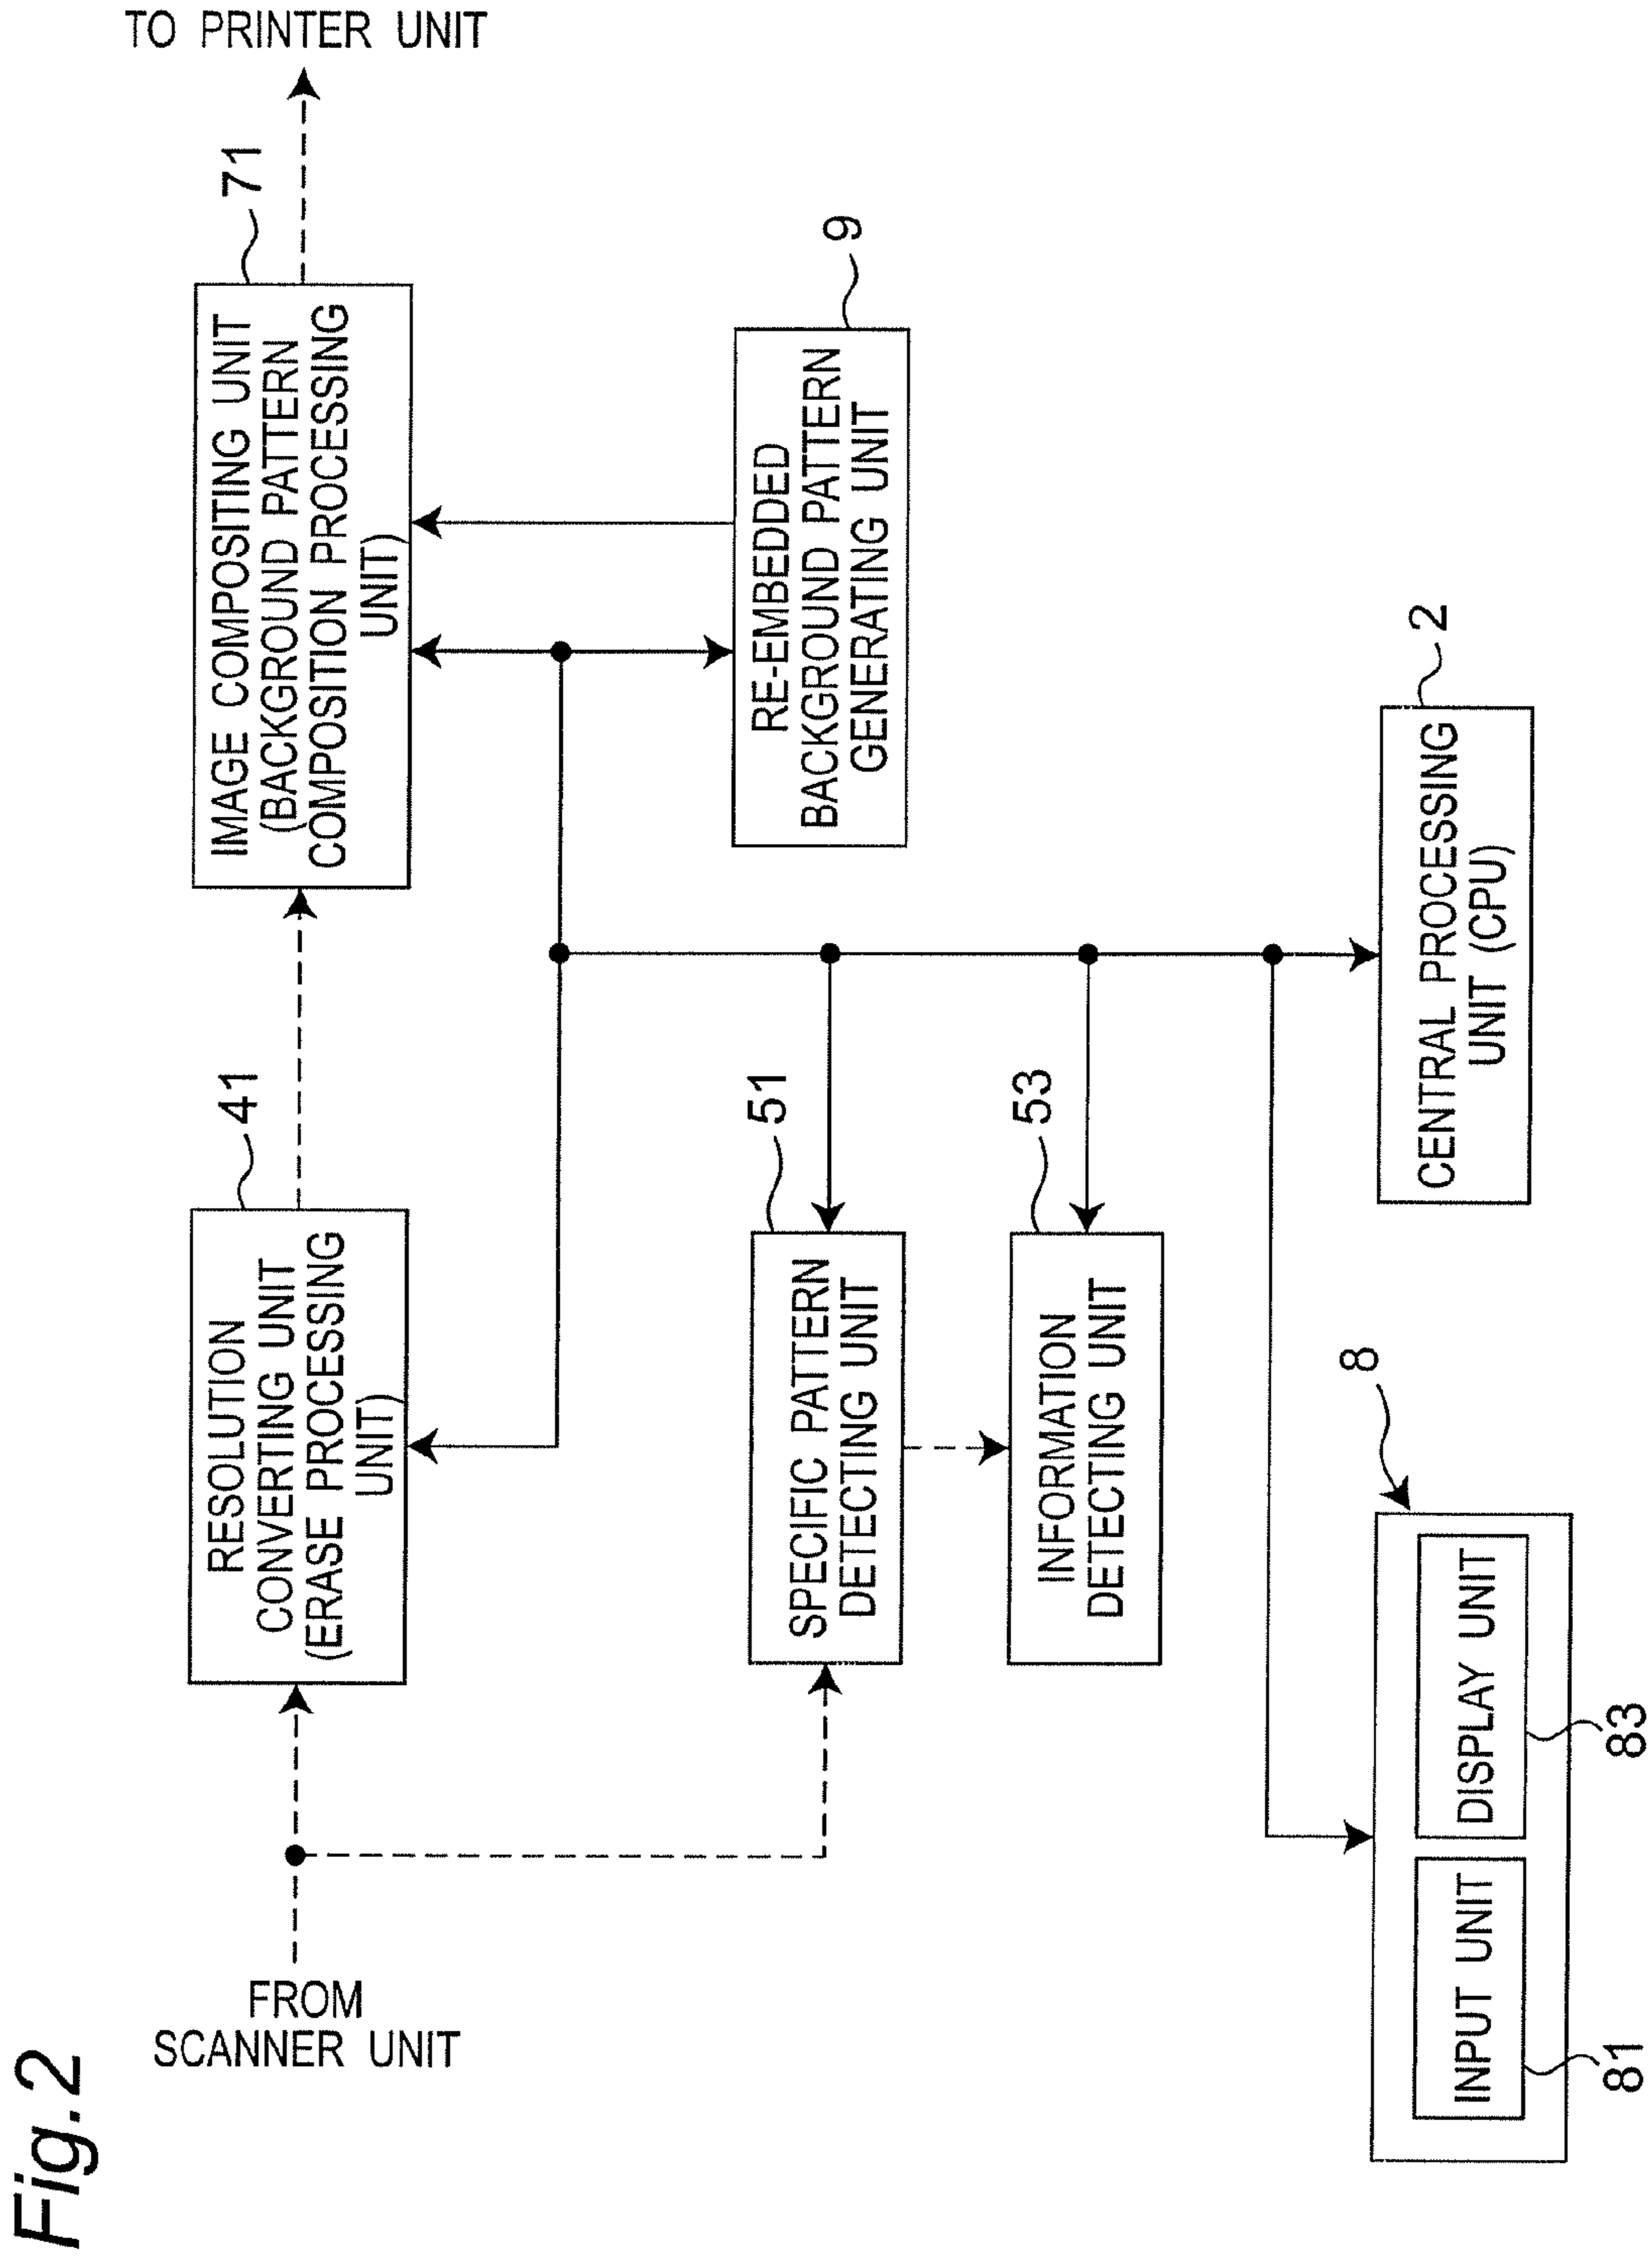 Fig.2
FROM
SCANNER UNIT
RESOLUTION
CONVERTING UNIT
(ERASE PROCESSING
UNIT)
41
IMAGE COMPOSITING UNIT
(BACKGROUND PATTERN
COMPOSITION PROCESSING
UNIT)
71
TO PRINTER UNIT
RE-EMBEDDED
BACKGROUND PATTERN
GENERATING UNIT
9
SPECIFIC PATTERN
DETECTING UNIT
51
INFORMATION
DETECTING UNIT
53
CENTRAL PROCESSING
UNIT (CPU)
2
8
INPUT UNIT
81
DISPLAY UNIT
83